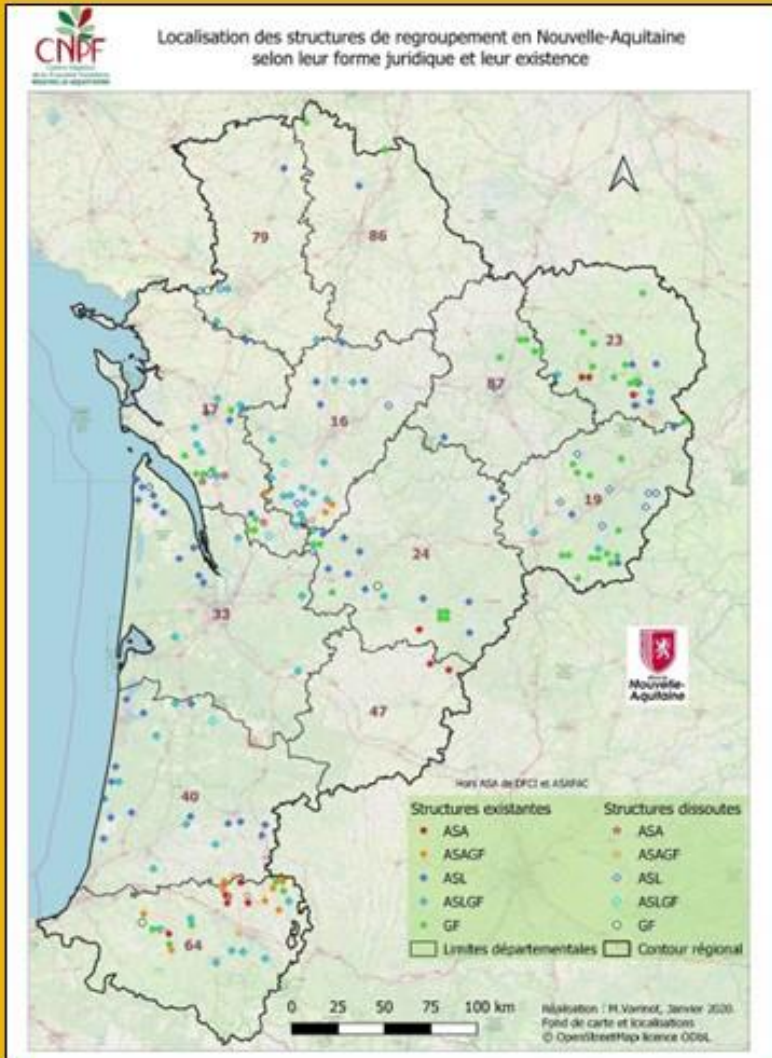 CNPF
NOUVELLE-AQUITAINE
Localisation des structures de regroupement en Nouvelle-Aquitaine
selon leur forme juridique et leur existence
79
86
23
87
17
16
19
24
33
47
40
64
Nouvelle-
Aquitaine
Hors ASA de DFCI et ASAFAC
Structures existantes
ASA
ASAGF
ASL
ASLGF
GF
Limites départementales
Structures dissoutes
ASA
ASAGF
ASL
ASLGF
GF
Contour régional
0 25 50 75 100 km
Réalisation : M.Varinot, Janvier 2020
Fond de carte et localisations
© OpenStreetMap licence ODbL